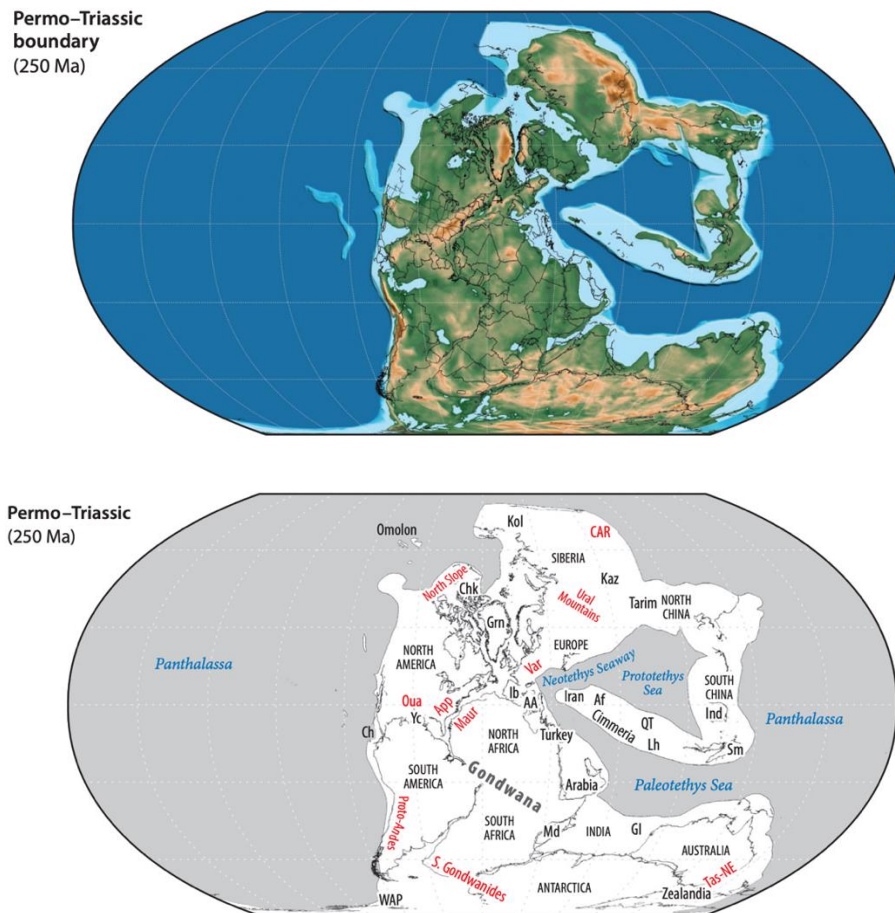 Permo–Triassic
boundary
(250 Ma)
Permo–Triassic
(250 Ma)
Omolon
Kol
CAR
SIBERIA
North Slope
Chk
Kaz
Ural
Mountains
Tarim
NORTH
CHINA
Grn
NORTH
AMERICA
EUROPE
Var
Panthalassa
Neotethys Seaway
Prototethys
Sea
SOUTH
CHINA
Ib
AA
Iran
Af
Cimmeria
QT
Lh
Ind
Sm
Panthalassa
Oua
App
Yc
Maur
Ch
NORTH
AFRICA
Turkey
SOUTH
AMERICA
Gondwana
Arabia
Paleotethys Sea
Proto-Andes
SOUTH
AFRICA
Md
INDIA
GI
AUSTRALIA
Tas-NE
S. Gondwanides
ANTARCTICA
Zealandia
WAP